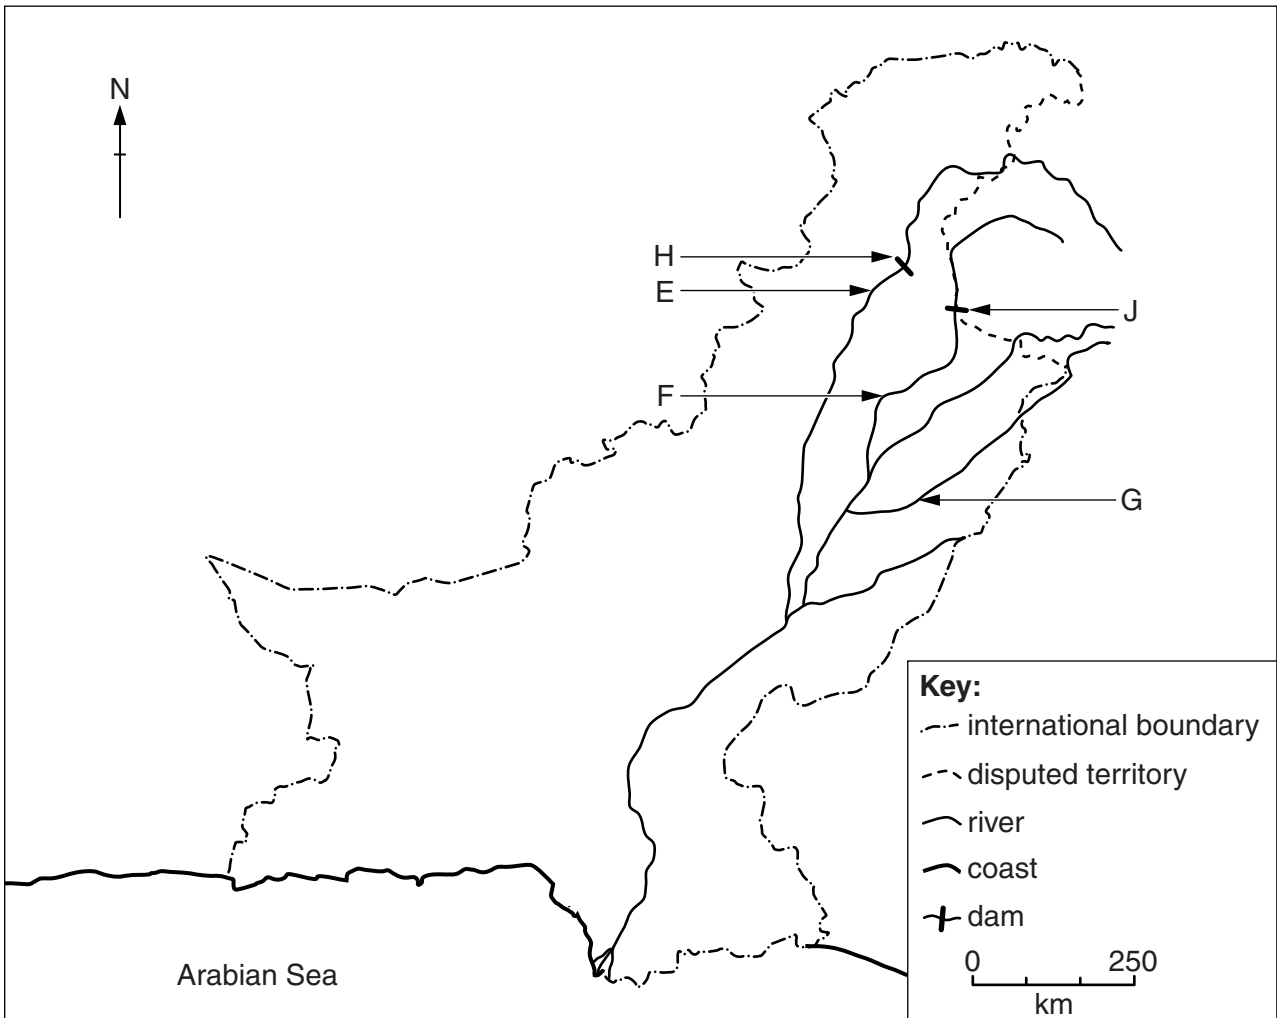 N
H
E
J
F
G
Key:
international boundary
disputed territory
river
coast
dam
0 250
km
Arabian Sea